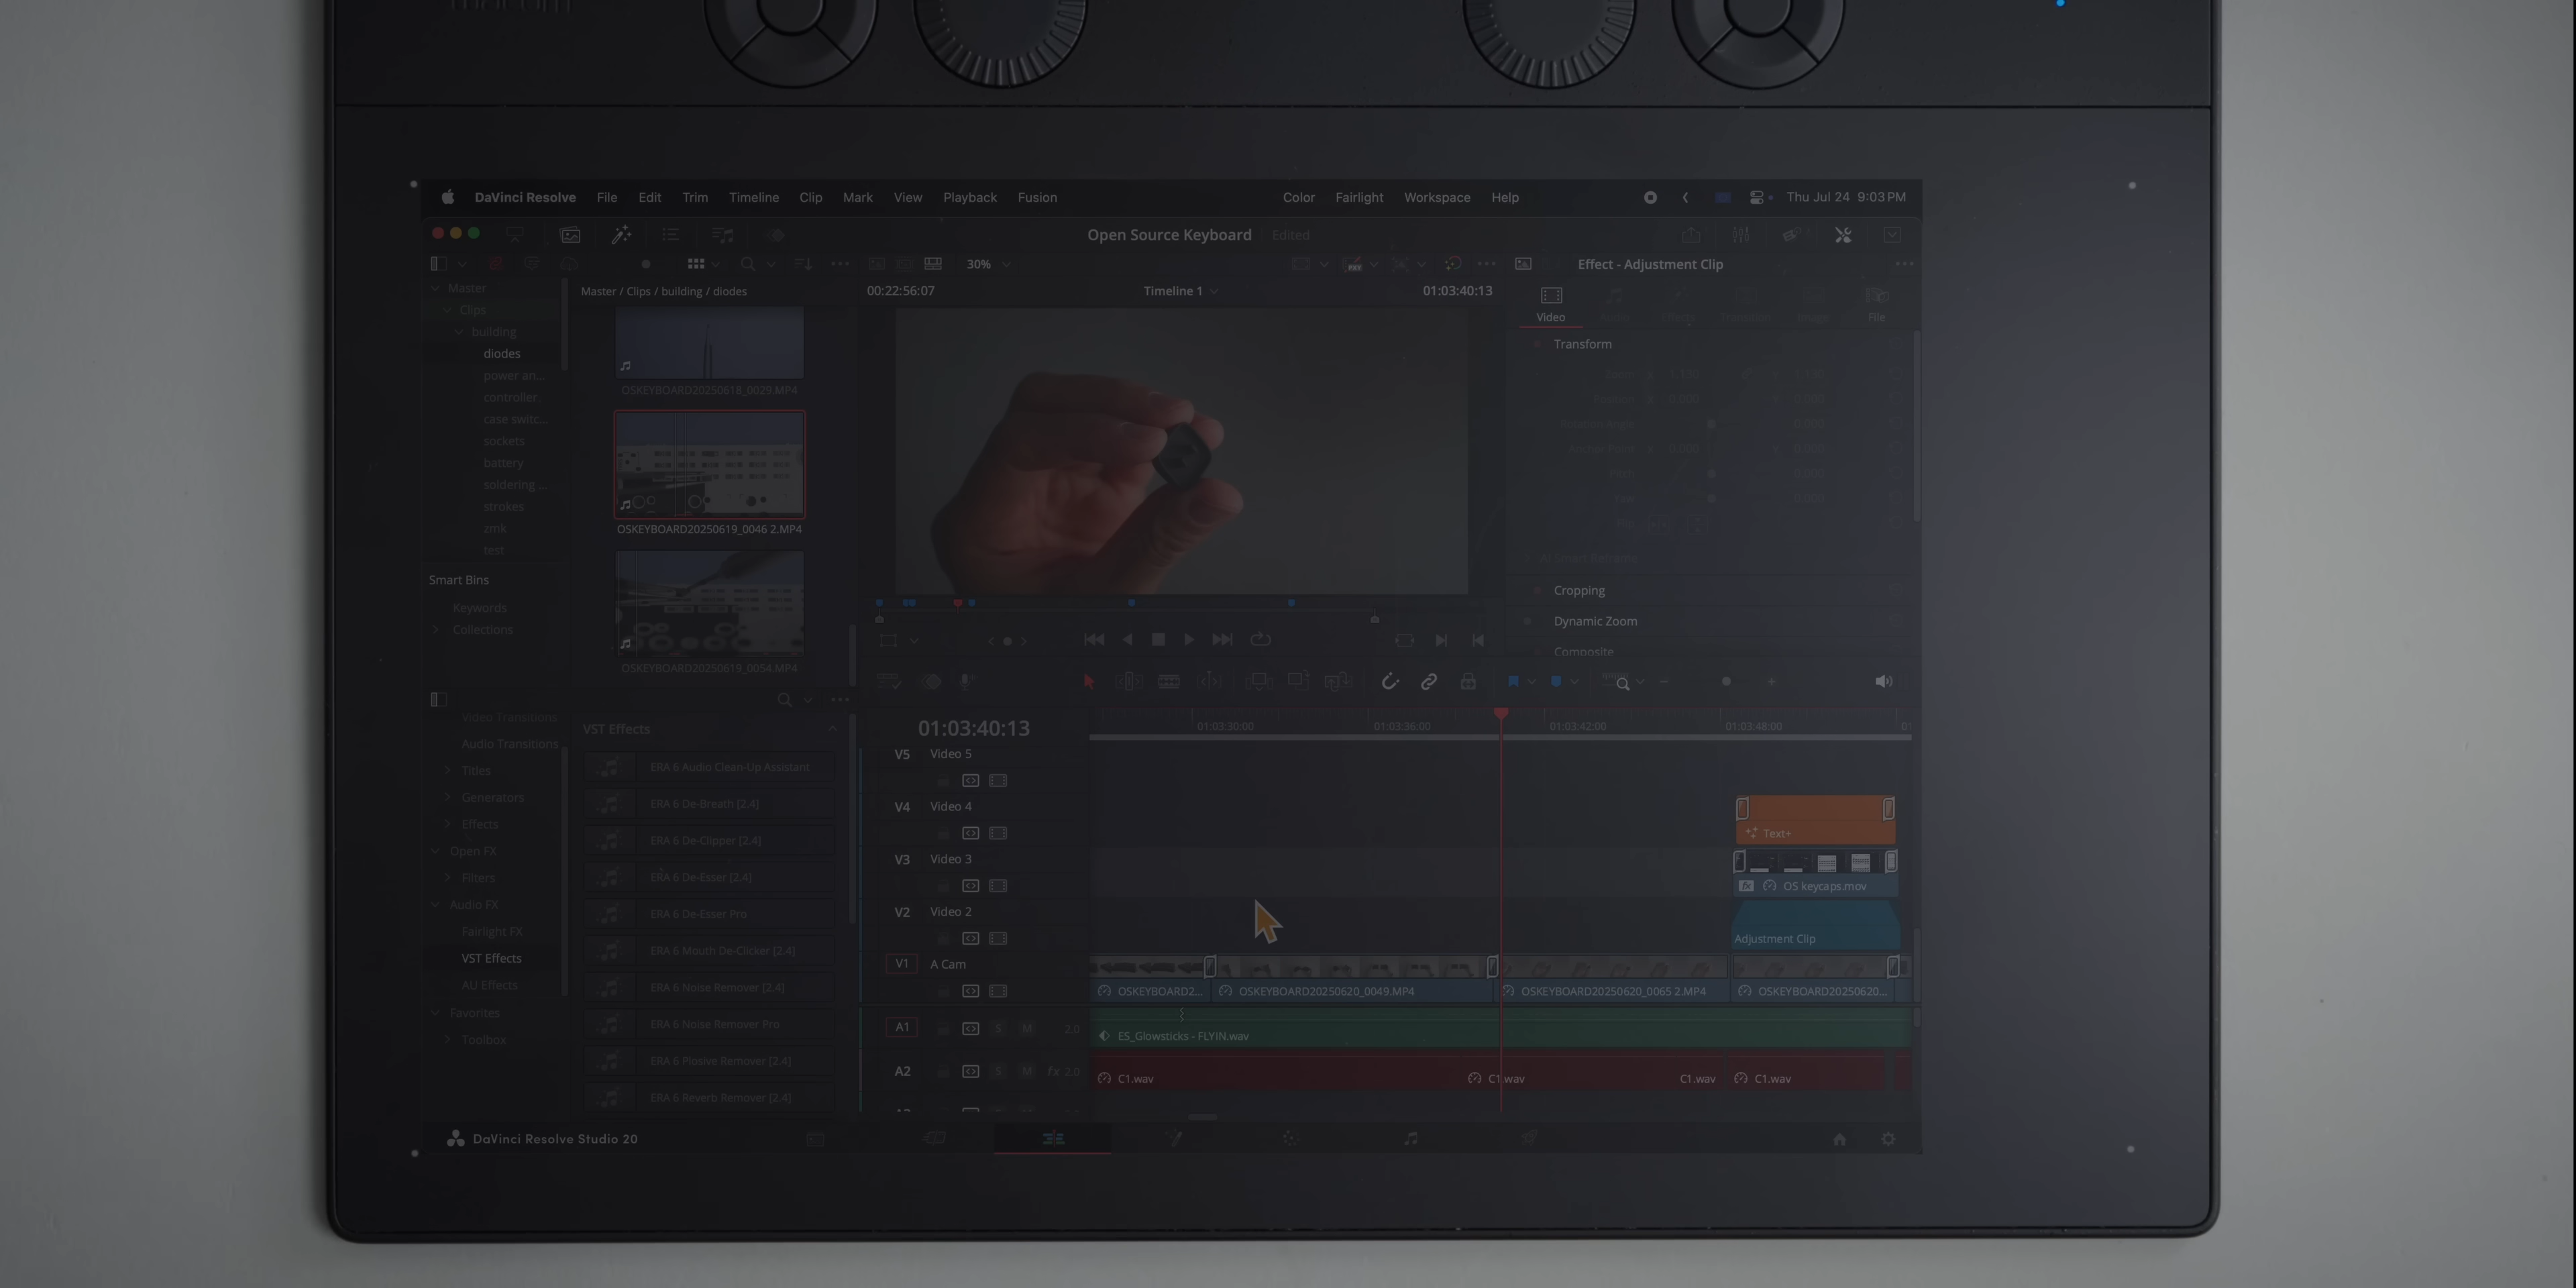 DaVinci Resolve File Edit Trim Timeline Clip Mark View Playback Fusion Color Fairlight Workspace Help Thu Jul 24 9:03 PM
Open Source Keyboard Edited
30%
Effect - Adjustment Clip
Master
Master / Clips / building / diodes
00:22:56:07
Timeline 1
01:03:40:13
Clips
building
diodes
power an...
controller
case switc...
sockets
battery
soldering ...
strokes
zmk
test
Smart Bins
Keywords
Collections
OSKEYBOARD20250618_0029.MP4
OSKEYBOARD20250619_0046 2.MP4
OSKEYBOARD20250619_0054.MP4
Video
File
Transform
Cropping
Dynamic Zoom
Composite
Video Transitions
Audio Transitions
Titles
Generators
Effects
Open FX
Filters
Audio FX
Fairlight FX
VST Effects
AU Effects
Favorites
Toolbox
VST Effects
ERA 6 Audio Clean-Up Assistant
ERA 6 De-Breath [2.4]
ERA 6 De-Clipper [2.4]
ERA 6 De-Esser [2.4]
ERA 6 De-Esser Pro
ERA 6 Mouth De-Clicker [2.4]
ERA 6 Noise Remover [2.4]
ERA 6 Noise Remover Pro
ERA 6 Plosive Remover [2.4]
ERA 6 Reverb Remover [2.4]
01:03:40:13
01:03:30:00 01:03:36:00 01:03:42:00 01:03:48:00
V5 Video 5
V4 Video 4
Text+
V3 Video 3
OS keycaps.mov
V2 Video 2
Adjustment Clip
V1 A Cam
OSKEYBOARD2... OSKEYBOARD20250620_0049.MP4 OSKEYBOARD20250620_0065 2.MP4 OSKEYBOARD20250620...
A1 S M 2.0
ES_Glowsticks - FLYIN.wav
A2 S M fx 2.0
C1.wav C1.wav C1.wav C1.wav
DaVinci Resolve Studio 20